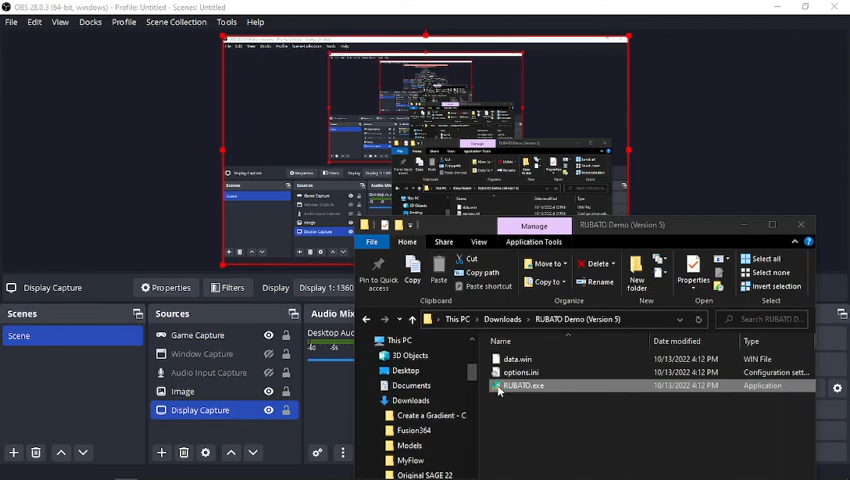 OBS 28.0.3 (64-bit, windows) - Profile: Untitled - Scenes: Untitled
File Edit View Docks Profile Scene Collection Tools Help
Manage RUBATO Demo (Version 5)
File Home Share View Application Tools
Pin to Quick access Copy Paste Cut Copy path Paste shortcut Move to Copy to Delete Rename New folder Properties Select all Select none Invert selection
Clipboard Organize New Open Select
Display Capture Properties Filters Display Display 1: 1360
This PC Downloads RUBATO Demo (Version 5) Search RUBATO D...
Scenes Sources Audio Mix
Scene
Game Capture
Window Capture
Audio Input Capture
Image
Display Capture
Desktop Aud
-60 -55
This PC
3D Objects
Desktop
Documents
Downloads
Create a Gradient - C
Fusion364
Models
MyFlow
Original SAGE 22
Name Date modified Type
data.win 10/13/2022 4:12 PM WIN File
options.ini 10/13/2022 4:12 PM Configuration sett...
RUBATO.exe 10/13/2022 4:12 PM Application